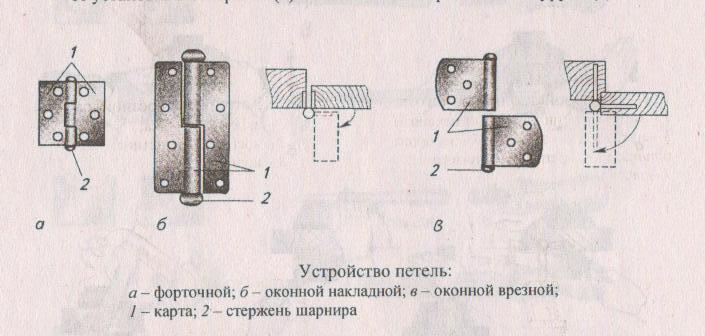 1
2
а
1
2
б
1
2
в
Устройство петель:
а – форточной; б – оконной накладной; в – оконной врезной;
1 – карта; 2 – стержень шарнира